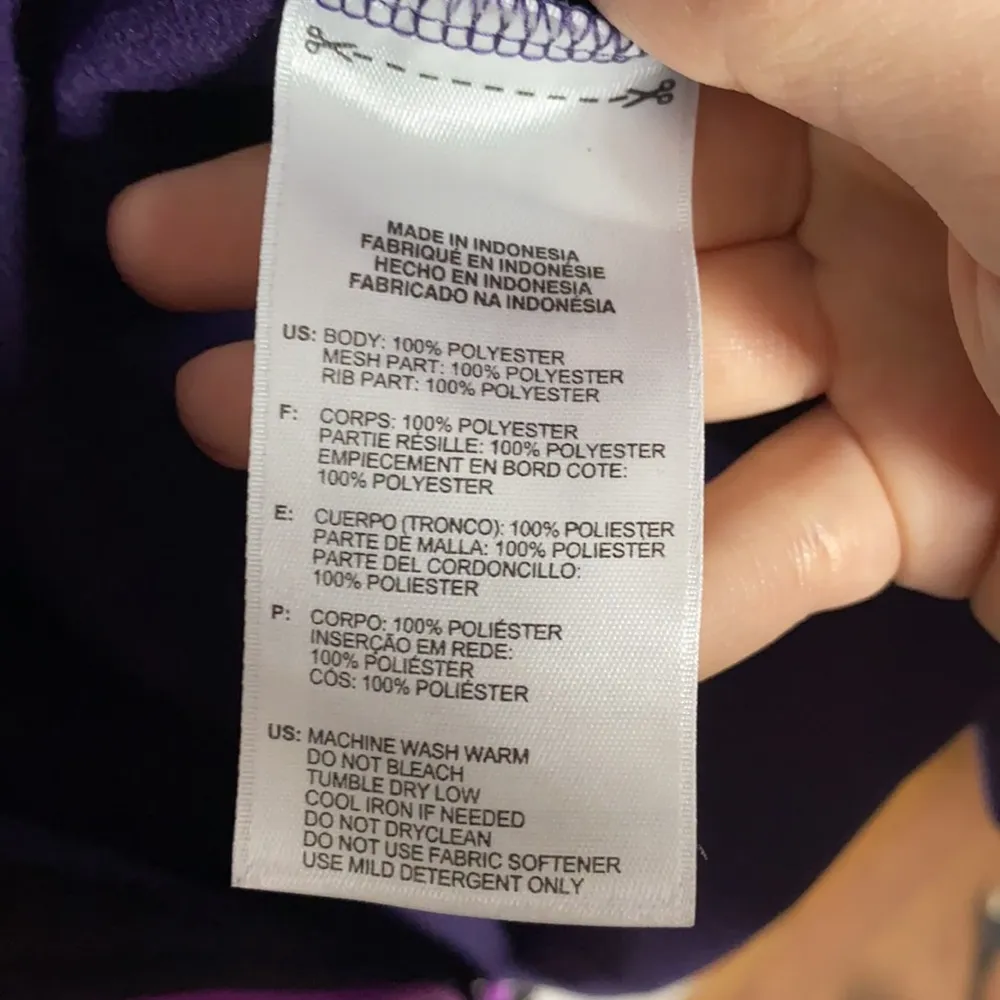 MADE IN INDONESIA
FABRIQUÉ EN INDONÉSIE
HECHO EN INDONESIA
FABRICADO NA INDONÉSIA
US: BODY: 100% POLYESTER
MESH PART: 100% POLYESTER
RIB PART: 100% POLYESTER
F: CORPS: 100% POLYESTER
PARTIE RÉSILLE: 100% POLYESTER
EMPIECEMENT EN BORD COTE:
100% POLYESTER
E: CUERPO (TRONCO): 100% POLIESTER
PARTE DE MALLA: 100% POLIESTER
PARTE DEL CORDONCILLO:
100% POLIESTER
P: CORPO: 100% POLIÉSTER
INSERÇÃO EM REDE:
100% POLIÉSTER
CÓS: 100% POLIÉSTER
US: MACHINE WASH WARM
DO NOT BLEACH
TUMBLE DRY LOW
COOL IRON IF NEEDED
DO NOT DRYCLEAN
DO NOT USE FABRIC SOFTENER
USE MILD DETERGENT ONLY